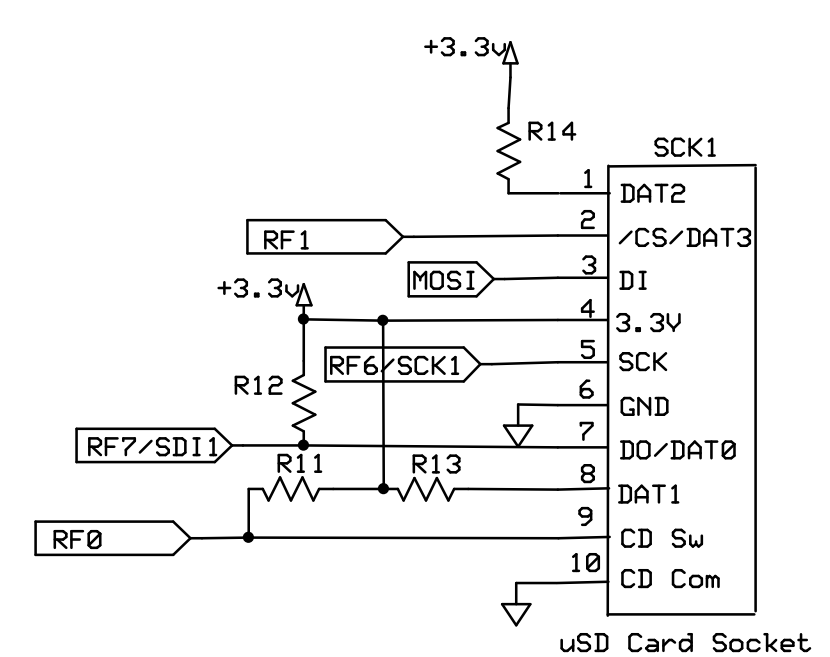 +3.3v
R14
SCK1
1 DAT2
RF1 2 /CS/DAT3
MOSI 3 DI
+3.3v
4 3.3V
RF6/SCK1 5 SCK
R12
6 GND
RF7/SDI1 7 DO/DAT0
R11 R13
8 DAT1
RF0 9 CD Sw
10 CD Com
uSD Card Socket